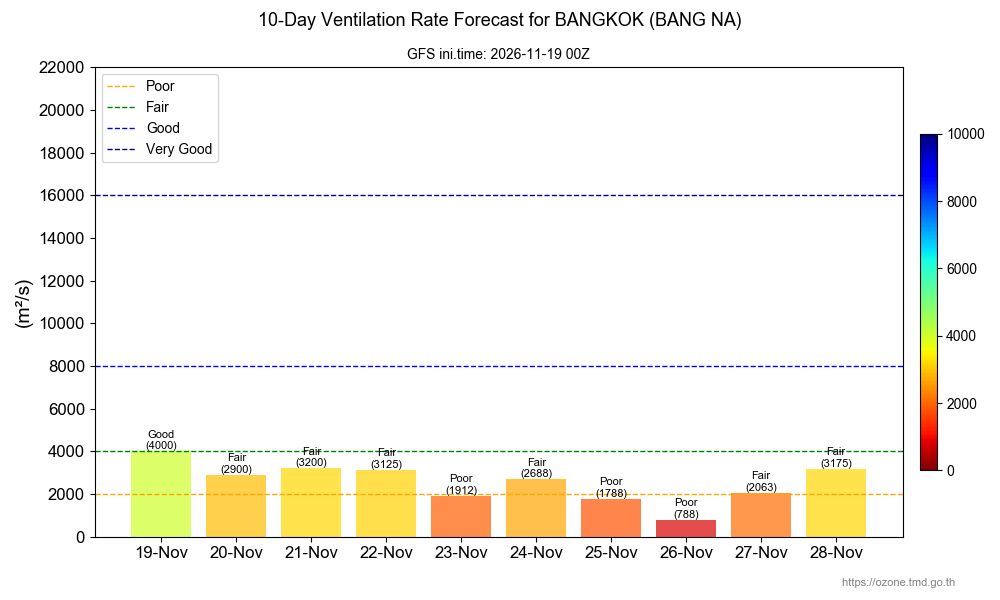 10-Day Ventilation Rate Forecast for BANGKOK (BANG NA)
GFS ini.time: 2026-11-19 00Z
(m²/s)
22000
20000
18000
16000
14000
12000
10000
8000
6000
4000
2000
0
Poor
Fair
Good
Very Good
Good
(4000)
Fair
(2900)
Fair
(3200)
Fair
(3125)
Poor
(1912)
Fair
(2688)
Poor
(1788)
Poor
(788)
Fair
(2063)
Fair
(3175)
19-Nov 20-Nov 21-Nov 22-Nov 23-Nov 24-Nov 25-Nov 26-Nov 27-Nov 28-Nov
10000
8000
6000
4000
2000
0
https://ozone.tmd.go.th